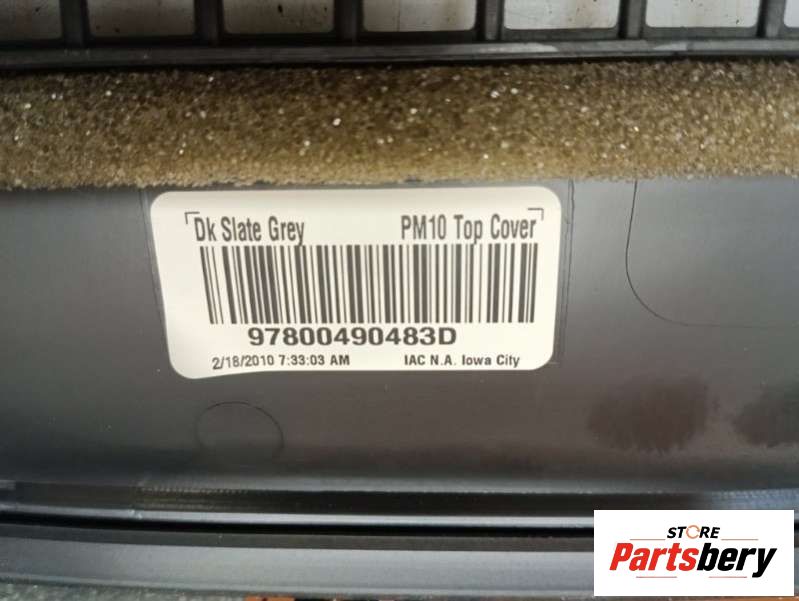 Dk Slate Grey PM10 Top Cover
97800490483D
2/18/2010 7:33:03 AM IAC N.A. Iowa City
STORE
Partsbery